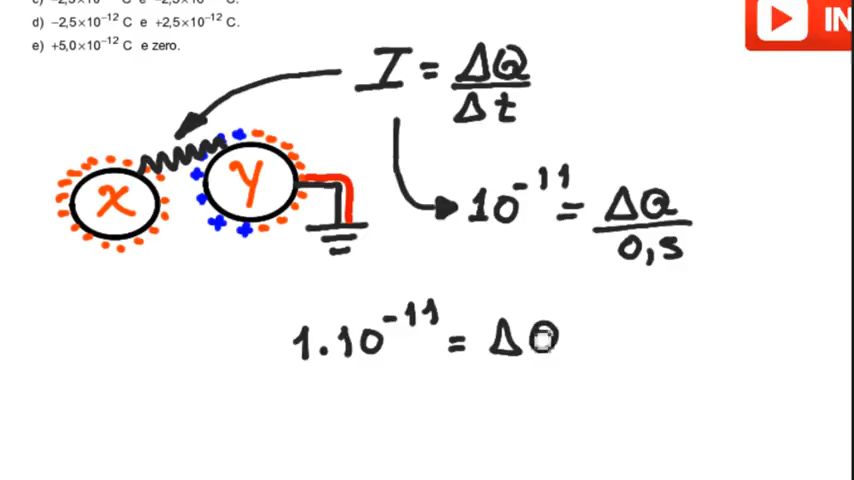 d) −2,5×10⁻¹² C e +2,5×10⁻¹² C.
e) +5,0×10⁻¹² C e zero.
IN
I = ΔQ / Δt
X
Y
10⁻¹¹ = ΔQ / 0,5
1.10⁻¹¹ = ΔQ